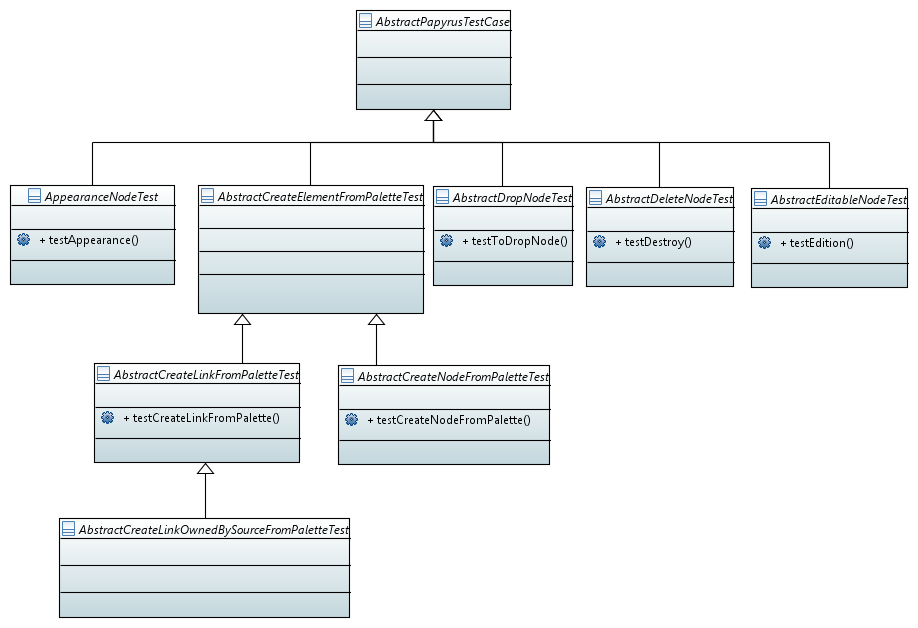 AbstractPapyrusTestCase
AppearanceNodeTest
+ testAppearance()
AbstractCreateElementFromPaletteTest
AbstractDropNodeTest
+ testToDropNode()
AbstractDeleteNodeTest
+ testDestroy()
AbstractEditableNodeTest
+ testEdition()
AbstractCreateLinkFromPaletteTest
+ testCreateLinkFromPalette()
AbstractCreateNodeFromPaletteTest
+ testCreateNodeFromPalette()
AbstractCreateLinkOwnedBySourceFromPaletteTest